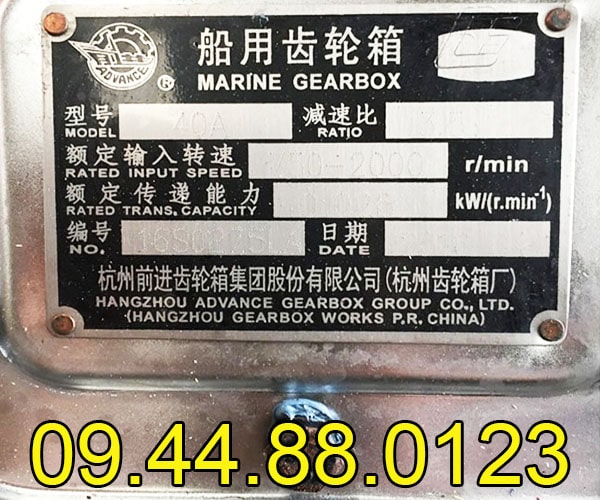 船用齿轮箱
ADVANCE ®
MARINE GEARBOX
型号 40A 减速比
MODEL RATIO
额定输入转速 750-2000 r/min
RATED INPUT SPEED
额定传递能力 kW/(r.min⁻¹)
RATED TRANS. CAPACITY
编号 日期
NO. DATE
杭州前进齿轮箱集团股份有限公司(杭州齿轮箱厂)
HANGZHOU ADVANCE GEARBOX GROUP CO., LTD.
(HANGZHOU GEARBOX WORKS P.R. CHINA)
09.44.88.0123